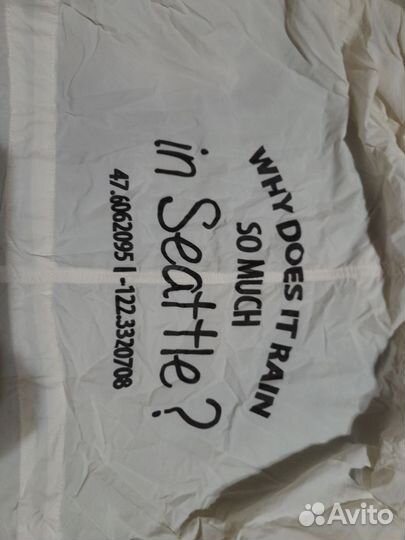 WHY DOES IT RAIN
SO MUCH
in Seattle?
47.6062095 | -122.3320708
Avito